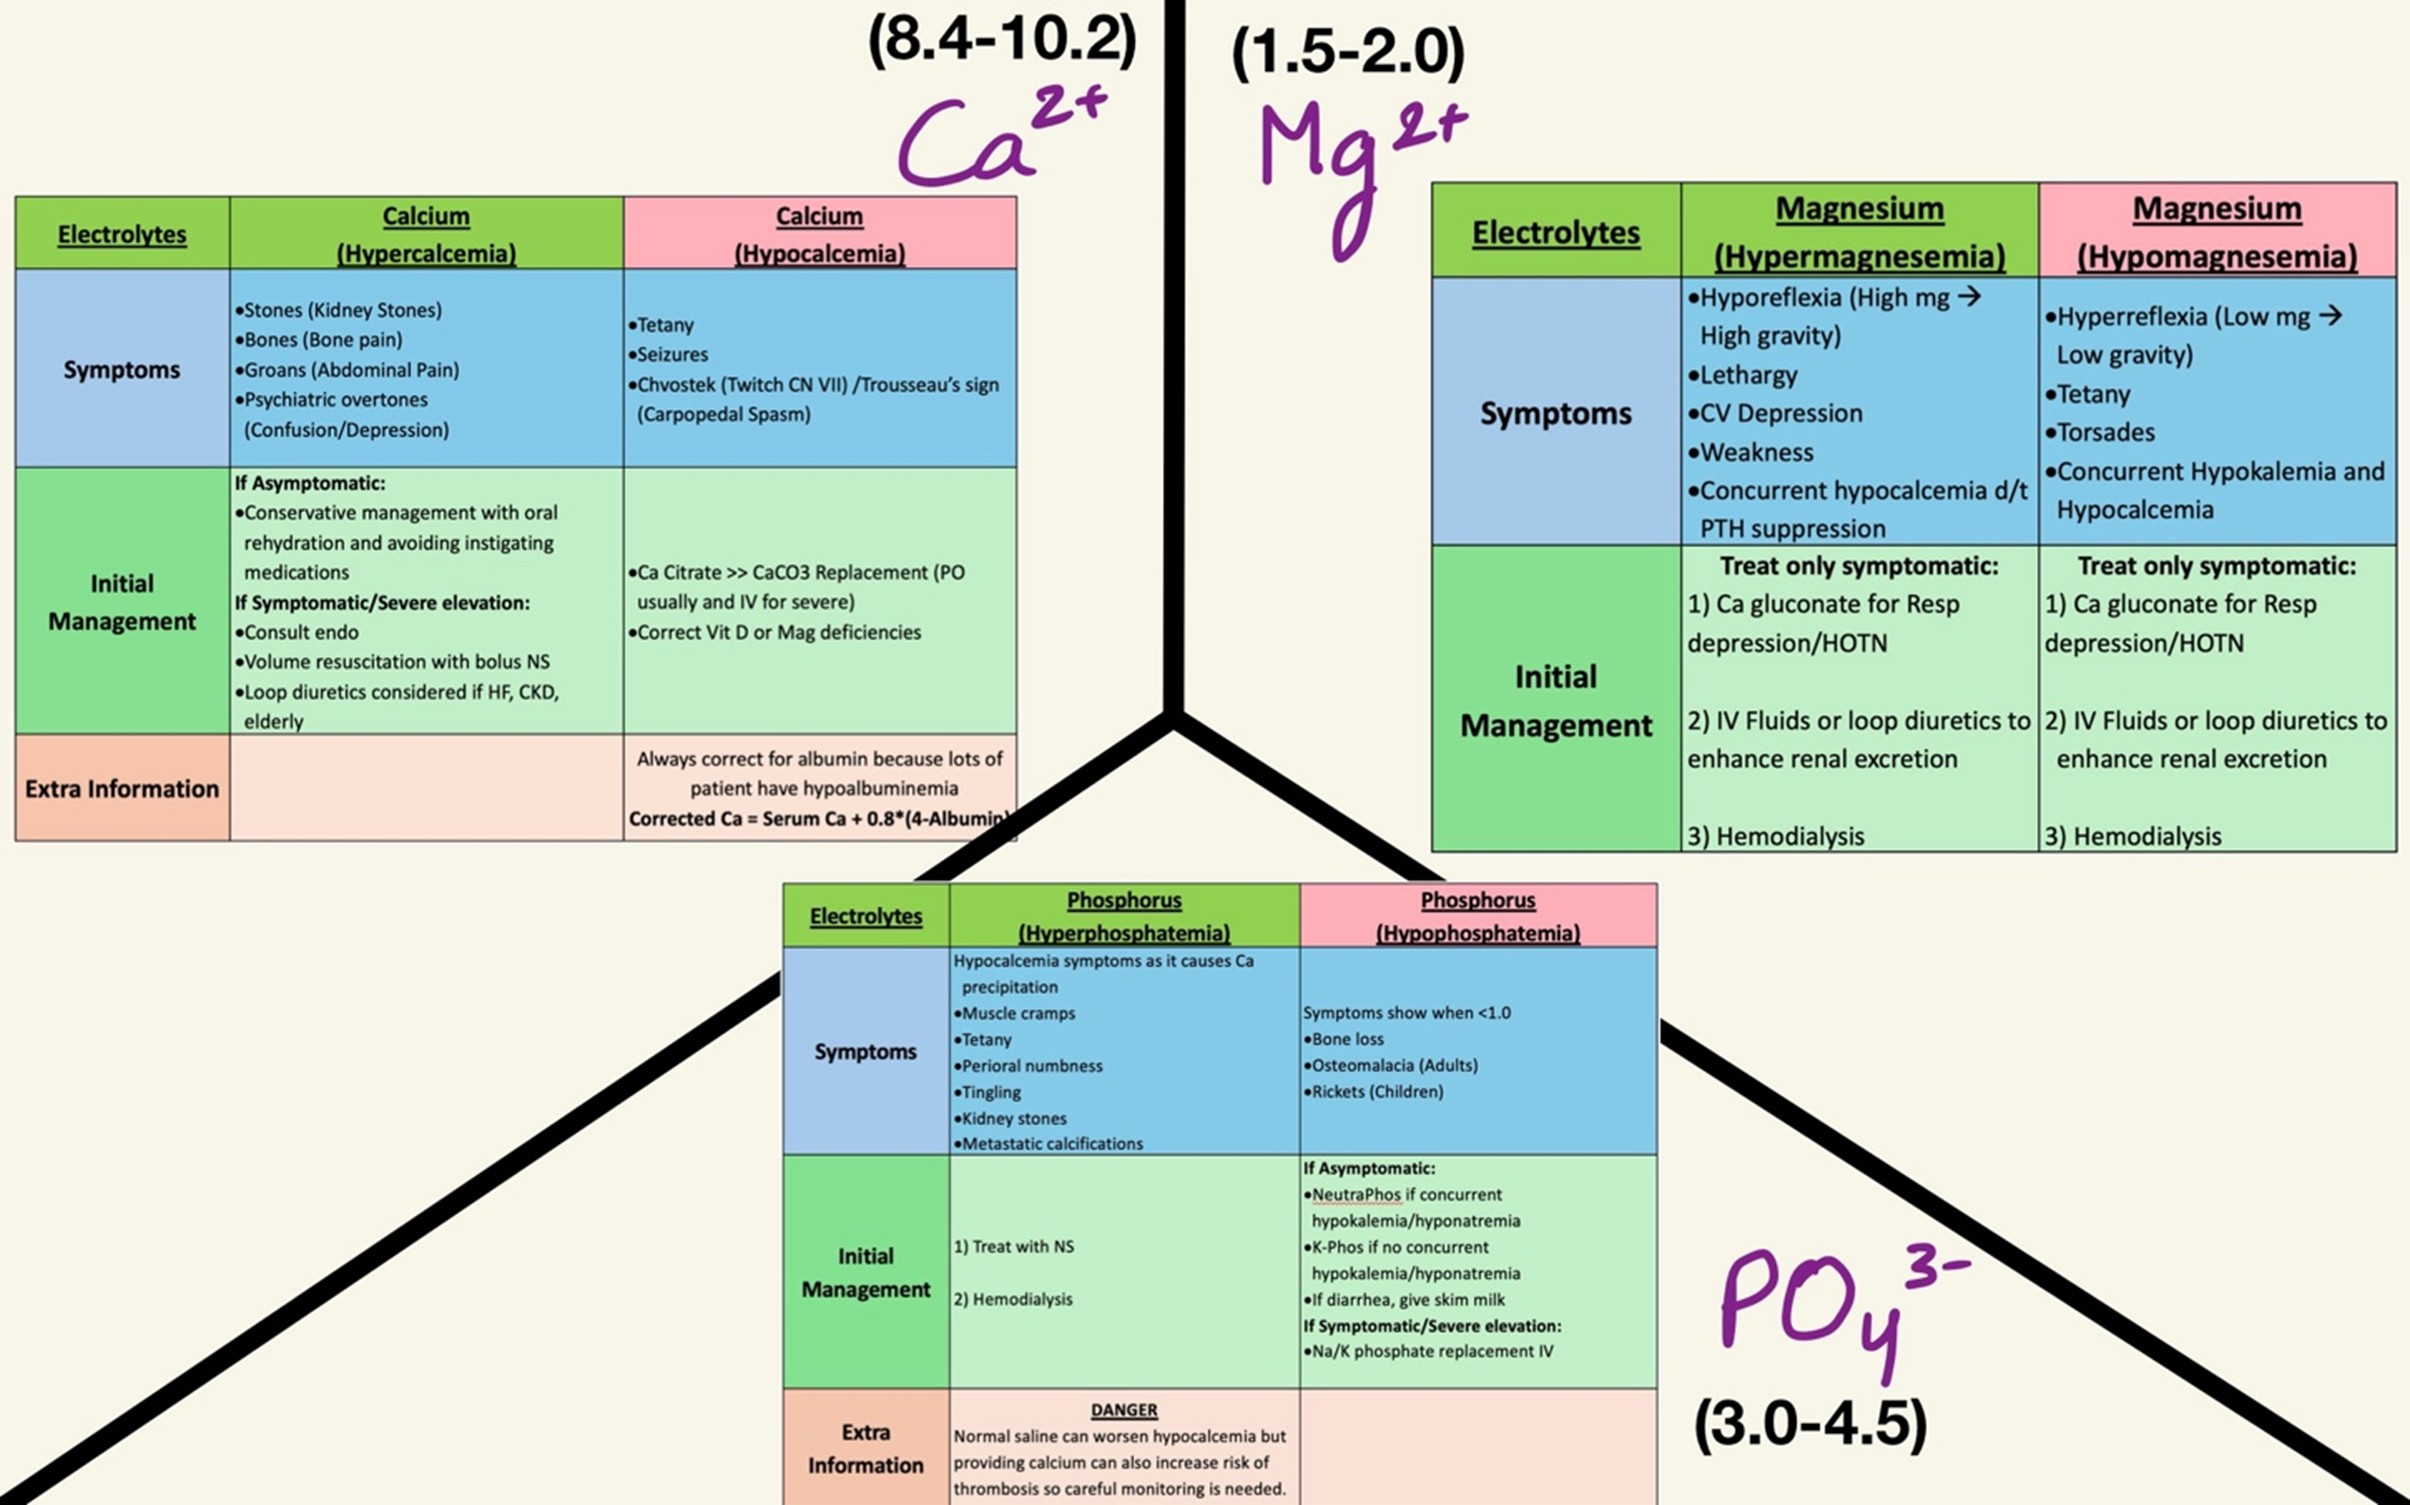 (8.4-10.2)
Ca2+
Electrolytes
Calcium
(Hypercalcemia)
Calcium
(Hypocalcemia)
Symptoms
•Stones (Kidney Stones)
•Bones (Bone pain)
•Groans (Abdominal Pain)
•Psychiatric overtones
(Confusion/Depression)
•Tetany
•Seizures
•Chvostek (Twitch CN VII) /Trousseau's sign
(Carpopedal Spasm)
Initial
Management
If Asymptomatic:
•Conservative management with oral
rehydration and avoiding instigating
medications
If Symptomatic/Severe elevation:
•Consult endo
•Volume resuscitation with bolus NS
•Loop diuretics considered if HF, CKD,
elderly
•Ca Citrate >> CaCO3 Replacement (PO
usually and IV for severe)
•Correct Vit D or Mag deficiencies
Extra Information
Always correct for albumin because lots of
patient have hypoalbuminemia
Corrected Ca = Serum Ca + 0.8*(4-Albumin)
(1.5-2.0)
Mg2+
Electrolytes
Magnesium
(Hypermagnesemia)
Magnesium
(Hypomagnesemia)
Symptoms
•Hyporeflexia (High mg →
High gravity)
•Lethargy
•CV Depression
•Weakness
•Concurrent hypocalcemia d/t
PTH suppression
•Hyperreflexia (Low mg →
Low gravity)
•Tetany
•Torsades
•Concurrent Hypokalemia and
Hypocalcemia
Initial
Management
Treat only symptomatic:
1) Ca gluconate for Resp
depression/HOTN
2) IV Fluids or loop diuretics to
enhance renal excretion
3) Hemodialysis
Treat only symptomatic:
1) Ca gluconate for Resp
depression/HOTN
2) IV Fluids or loop diuretics to
enhance renal excretion
3) Hemodialysis
Electrolytes
Phosphorus
(Hyperphosphatemia)
Phosphorus
(Hypophosphatemia)
Symptoms
Hypocalcemia symptoms as it causes Ca
precipitation
•Muscle cramps
•Tetany
•Perioral numbness
•Tingling
•Kidney stones
•Metastatic calcifications
Symptoms show when <1.0
•Bone loss
•Osteomalacia (Adults)
•Rickets (Children)
Initial
Management
1) Treat with NS
2) Hemodialysis
If Asymptomatic:
•NeutraPhos if concurrent
hypokalemia/hyponatremia
•K-Phos if no concurrent
hypokalemia/hyponatremia
•If diarrhea, give skim milk
If Symptomatic/Severe elevation:
•Na/K phosphate replacement IV
Extra
Information
DANGER
Normal saline can worsen hypocalcemia but
providing calcium can also increase risk of
thrombosis so careful monitoring is needed.
PO4 3-
(3.0-4.5)